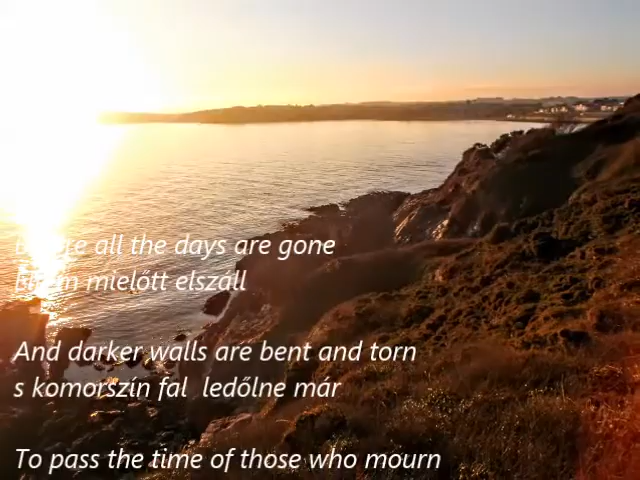 all the days are gone
mielőtt elszáll
And darker walls are bent and torn
s komorszín fal ledőlne már
To pass the time of those who mourn